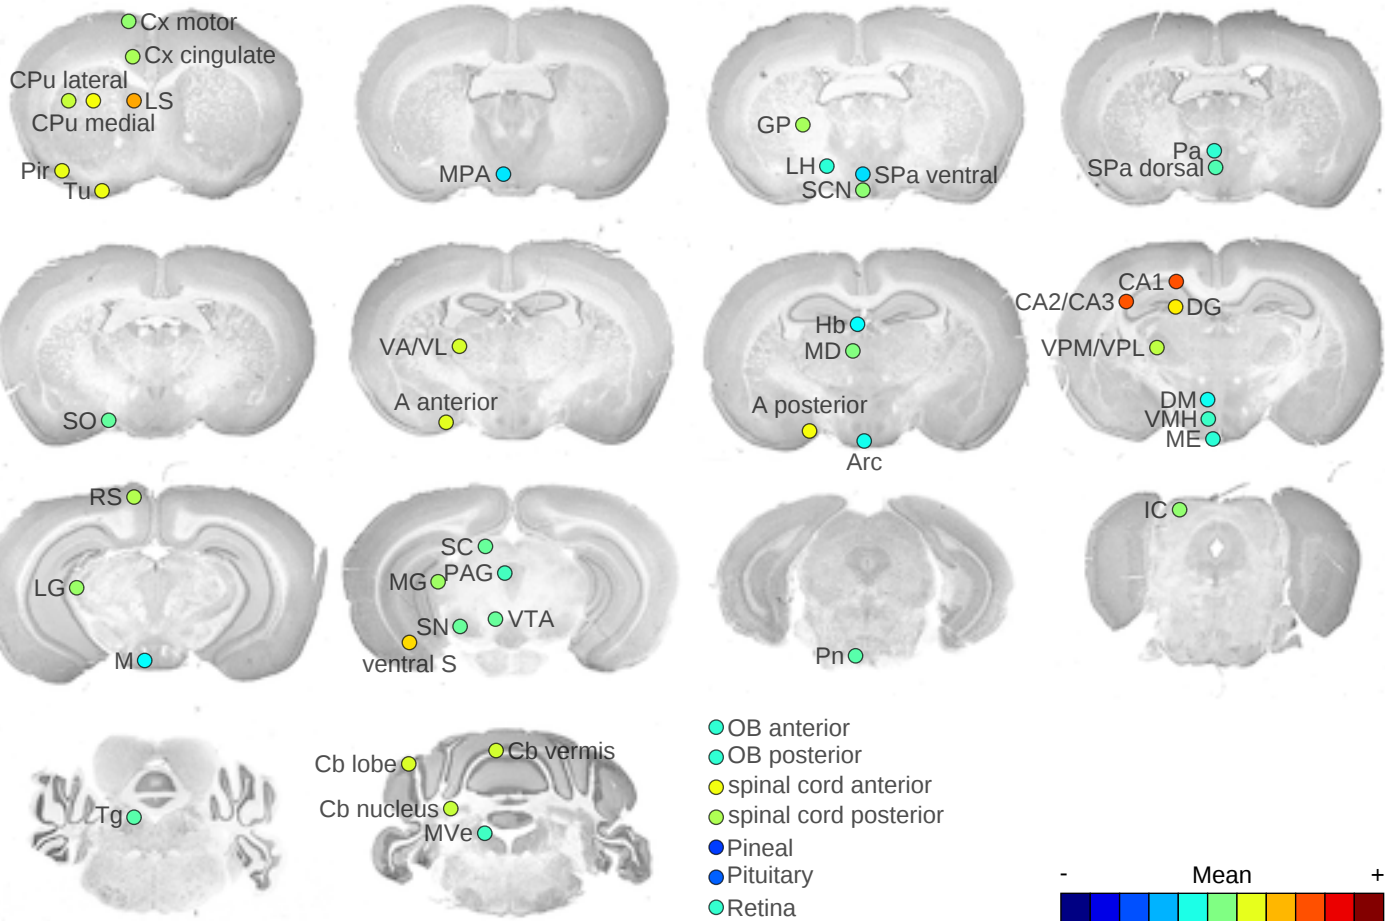 Cx motor
Cx cingulate
CPu lateral
LS
CPu medial
Pir
Tu
MPA
GP
LH
SPa ventral
SCN
Pa
SPa dorsal
SO
VA/VL
A anterior
Hb
MD
A posterior
Arc
CA1
CA2/CA3
DG
VPM/VPL
DM
VMH
ME
RS
LG
M
SC
MG
PAG
SN
VTA
ventral S
Pn
IC
Tg
Cb lobe
Cb vermis
Cb nucleus
MVe
OB anterior
OB posterior
spinal cord anterior
spinal cord posterior
Pineal
Pituitary
Retina
- Mean +